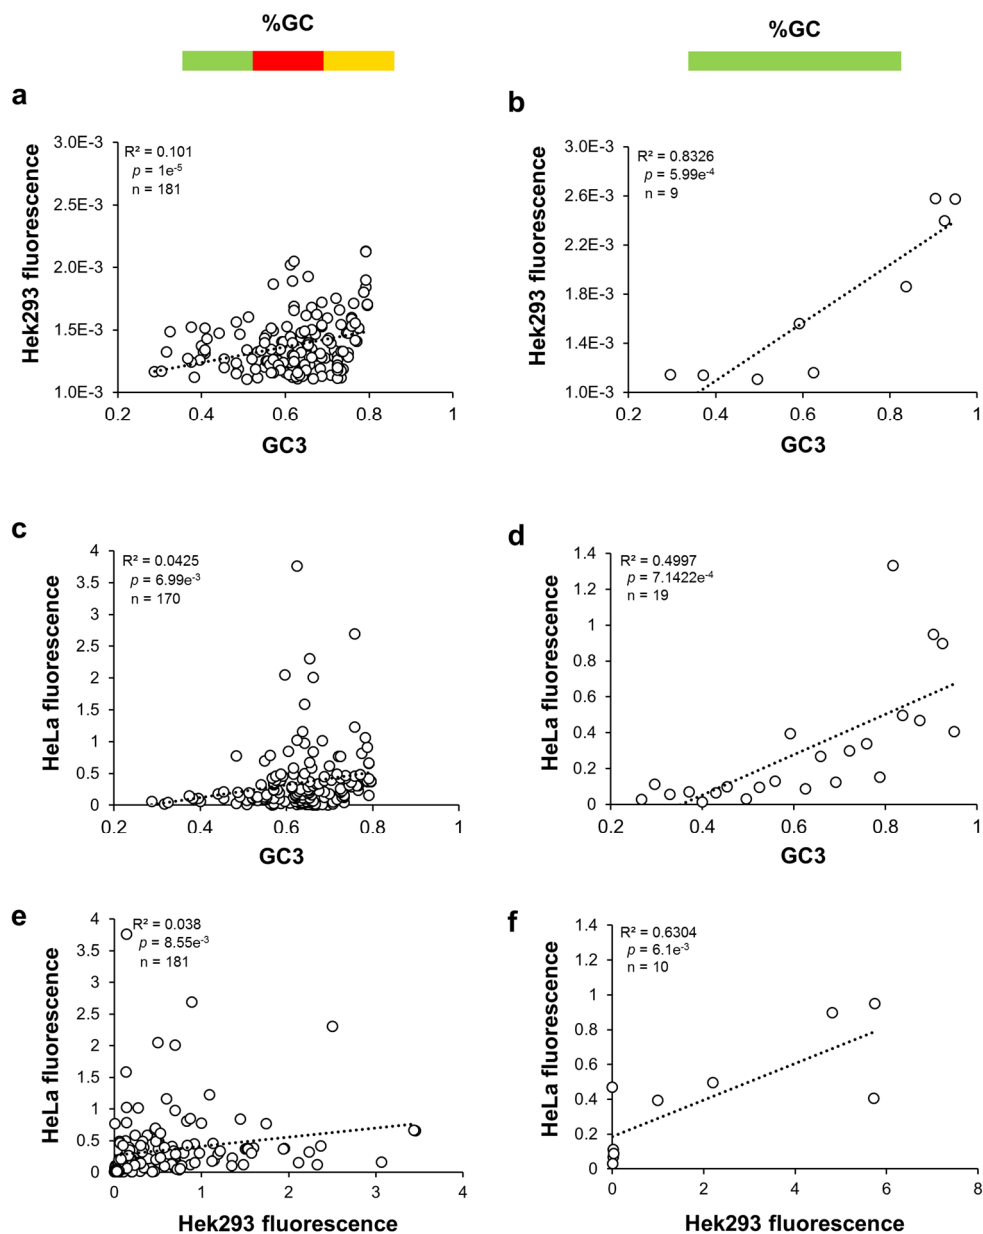 %GC
%GC
a
Hek293 fluorescence
3.0E-3
2.5E-3
2.0E-3
1.5E-3
1.0E-3
R² = 0.101
p = 1e⁻⁵
n = 181
0.2 0.4 0.6 0.8 1
GC3
b
Hek293 fluorescence
3.0E-3
2.6E-3
2.2E-3
1.8E-3
1.4E-3
1.0E-3
R² = 0.8326
p = 5.99e⁻⁴
n = 9
0.2 0.4 0.6 0.8 1
GC3
c
HeLa fluorescence
4
3.5
3
2.5
2
1.5
1
0.5
0
R² = 0.0425
p = 6.99e⁻³
n = 170
0.2 0.4 0.6 0.8 1
GC3
d
HeLa fluorescence
1.4
1.2
1
0.8
0.6
0.4
0.2
0
R² = 0.4997
p = 7.1422e⁻⁴
n = 19
0.2 0.4 0.6 0.8 1
GC3
e
HeLa fluorescence
4
3.5
3
2.5
2
1.5
1
0.5
0
R² = 0.038
p = 8.55e⁻³
n = 181
0 1 2 3 4
Hek293 fluorescence
f
HeLa fluorescence
1.4
1.2
1
0.8
0.6
0.4
0.2
0
R² = 0.6304
p = 6.1e⁻³
n = 10
0 2 4 6 8
Hek293 fluorescence